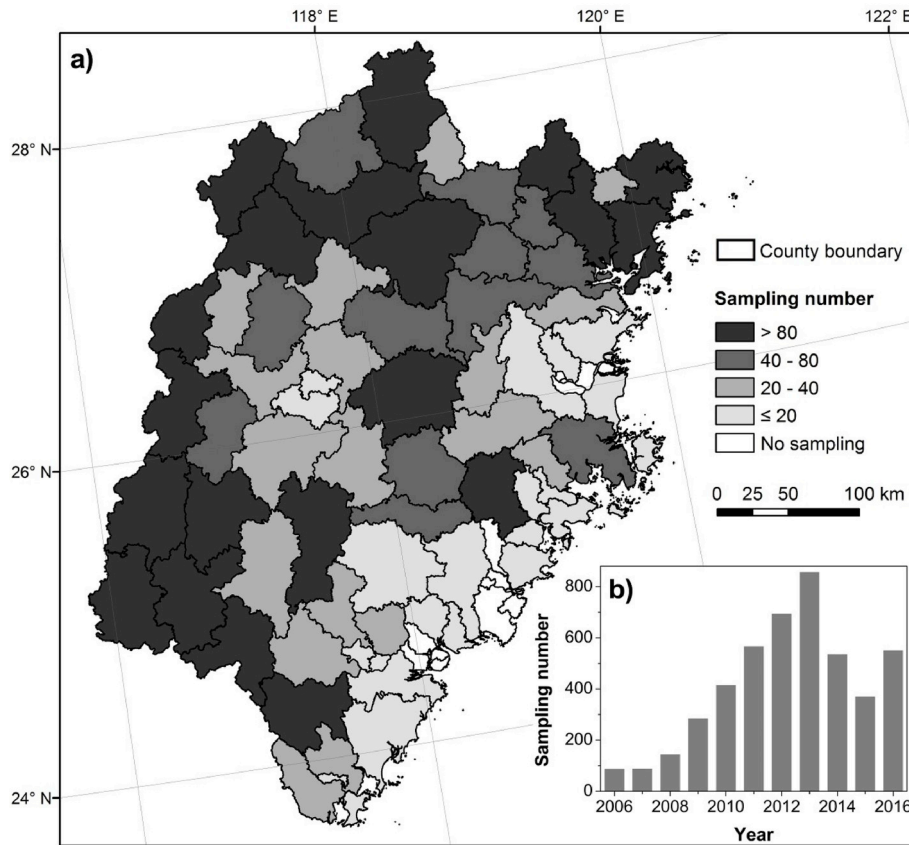 118° E 120° E 122° E
a)
28° N
26° N
24° N
County boundary
Sampling number
> 80
40 - 80
20 - 40
≤ 20
No sampling
0 25 50 100 km
b)
Sampling number
800
600
400
200
0
2006 2008 2010 2012 2014 2016
Year